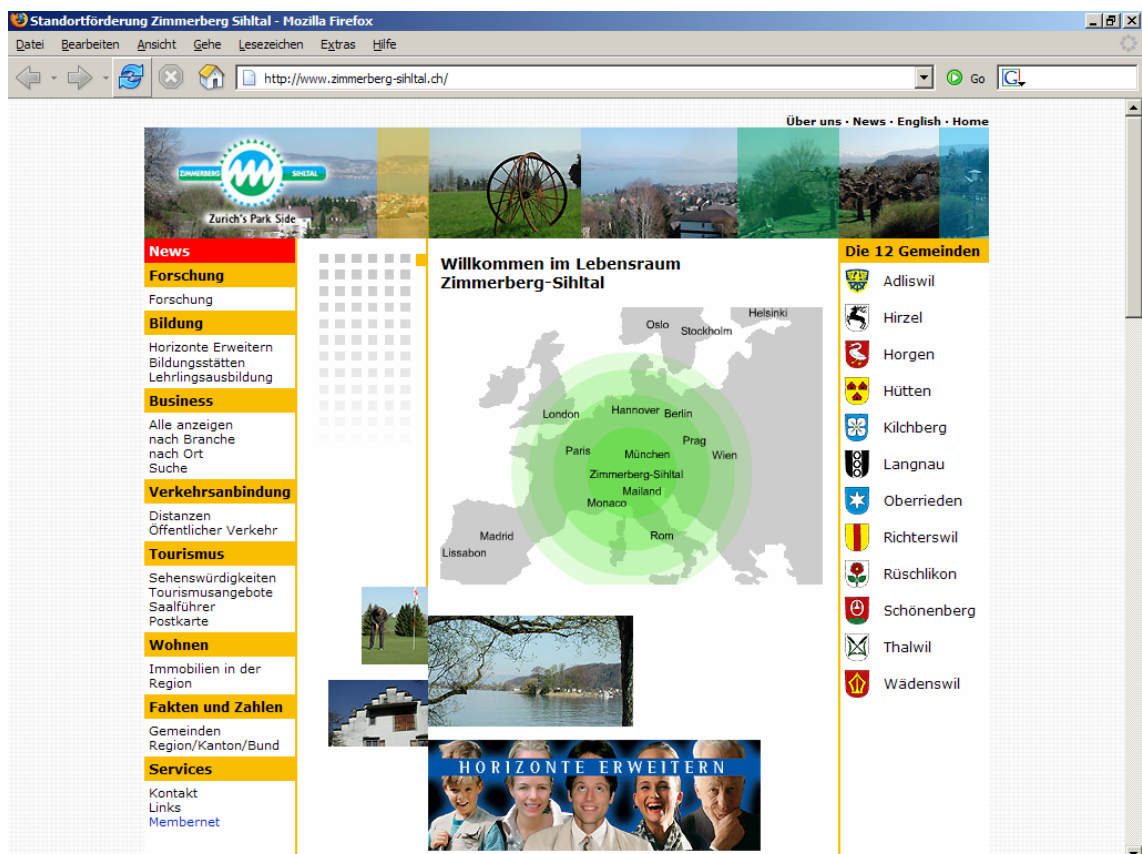 Standortförderung Zimmerberg Sihltal - Mozilla Firefox
Datei Bearbeiten Ansicht Gehe Lesezeichen Extras Hilfe
http://www.zimmerberg-sihltal.ch/
Go
G
Über uns · News · English · Home
ZIMMERBERG SIHLTAL
Zurich's Park Side
News
Forschung
Forschung
Bildung
Horizonte Erweitern
Bildungsstätten
Lehrlingsausbildung
Business
Alle anzeigen
nach Branche
nach Ort
Suche
Verkehrsanbindung
Distanzen
Öffentlicher Verkehr
Tourismus
Sehenswürdigkeiten
Tourismusangebote
Saalführer
Postkarte
Wohnen
Immobilien in der
Region
Fakten und Zahlen
Gemeinden
Region/Kanton/Bund
Services
Kontakt
Links
Membernet
Willkommen im Lebensraum
Zimmerberg-Sihltal
Helsinki
Oslo
Stockholm
London
Hannover
Berlin
Prag
Paris
München
Wien
Zimmerberg-Sihltal
Mailand
Monaco
Madrid
Rom
Lissabon
HORIZONTE ERWEITERN
Die 12 Gemeinden
Adliswil
Hirzel
Horgen
Hütten
Kilchberg
Langnau
Oberrieden
Richterswil
Rüschlikon
Schönenberg
Thalwil
Wädenswil